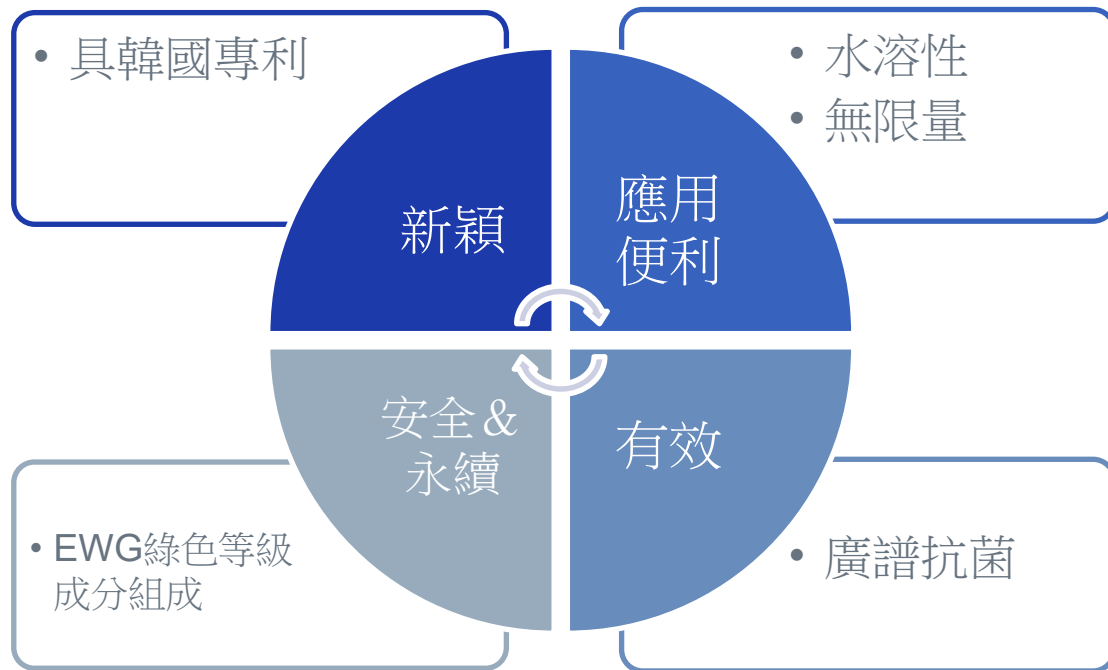 • 具韓國專利
• 水溶性
• 無限量
新穎
應用
便利
安全&
永續
有效
• EWG綠色等級
成分組成
• 廣譜抗菌